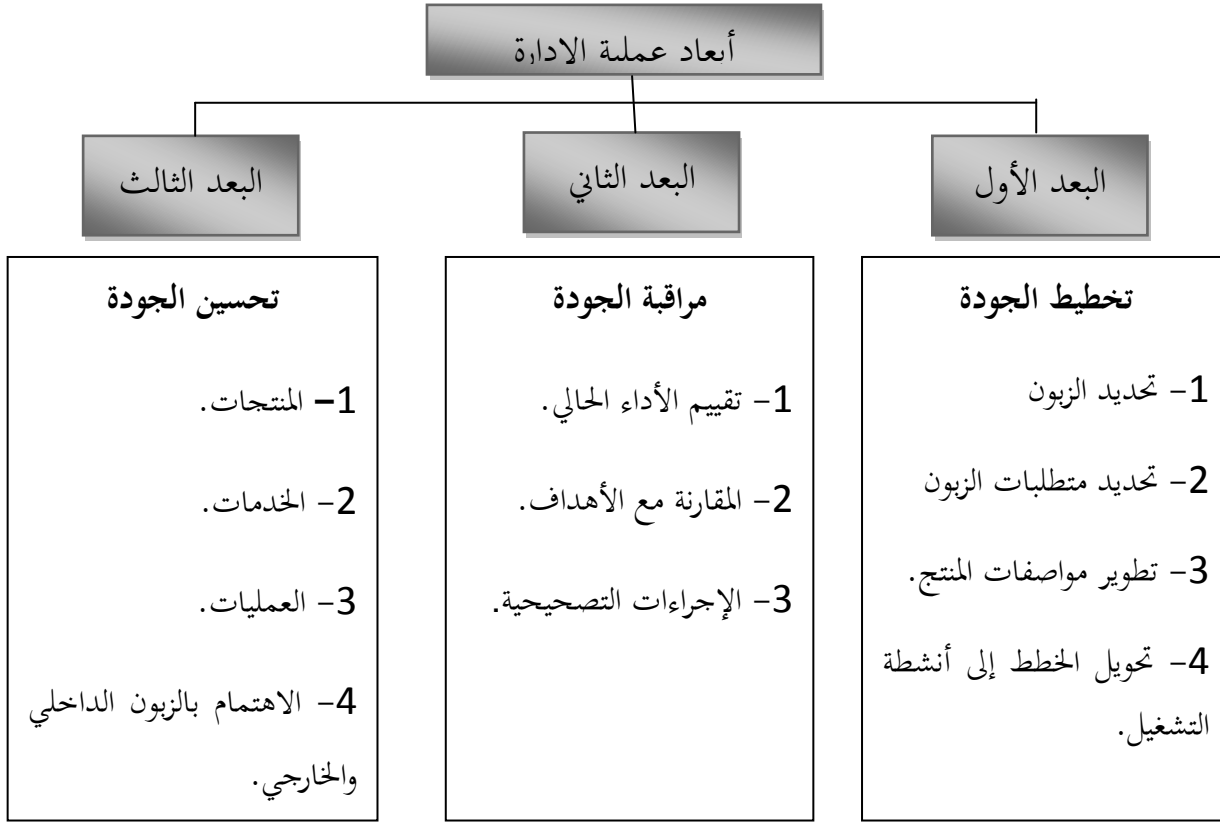 أبعاد عملية الادارة
البعد الأول
تخطيط الجودة
1- تحديد الزبون
2- تحديد متطلبات الزبون
3- تطوير مواصفات المنتج.
4- تحويل الخطط إلى أنشطة
التشغيل.
البعد الثاني
مراقبة الجودة
1- تقييم الأداء الحالي.
2- المقارنة مع الأهداف.
3- الإجراءات التصحيحية.
البعد الثالث
تحسين الجودة
1- المنتجات.
2- الخدمات.
3- العمليات.
4- الاهتمام بالزبون الداخلي
والخارجي.